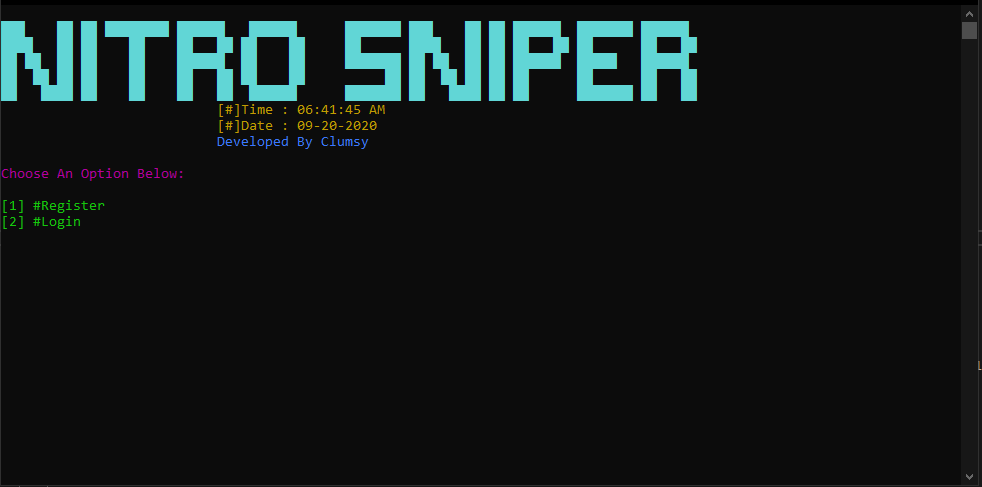 NITRO SNIPER
[#]Time : 06:41:45 AM
[#]Date : 09-20-2020
Developed By Clumsy
Choose An Option Below:
[1] #Register
[2] #Login